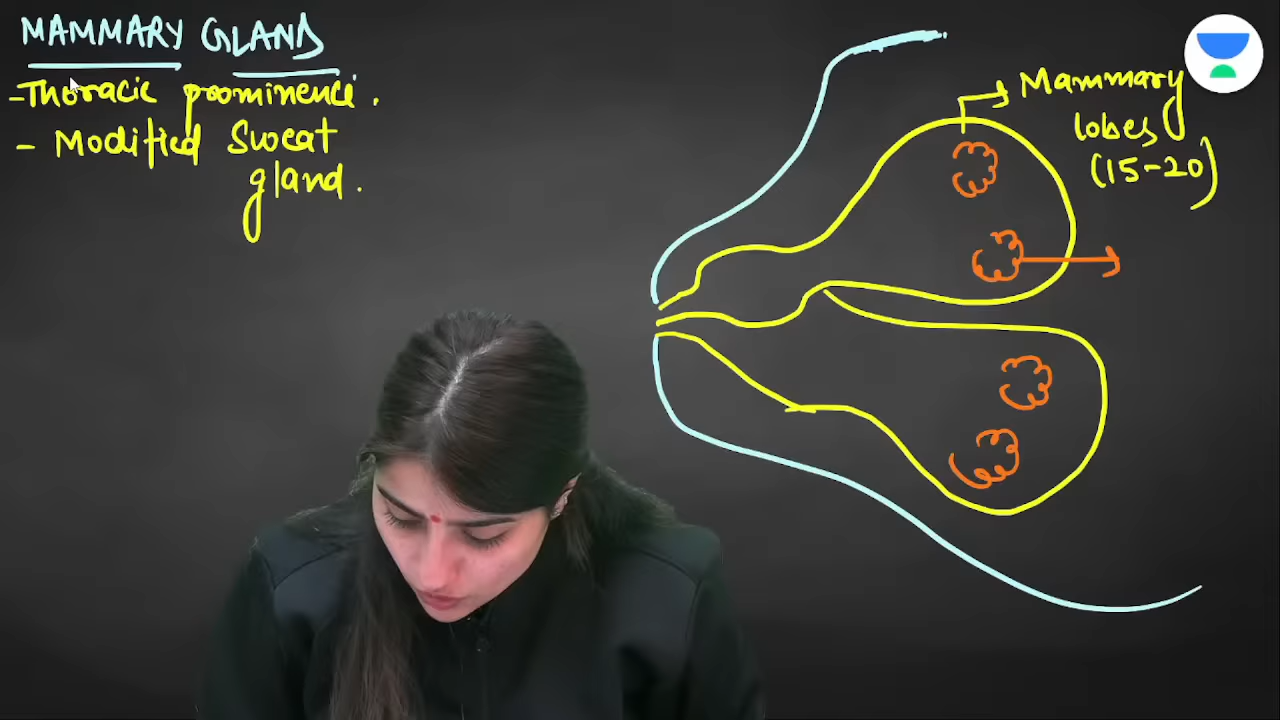 MAMMARY GLAND
- Thoracic prominence.
- Modified Sweat
gland.
Mammary
lobes
(15-20)